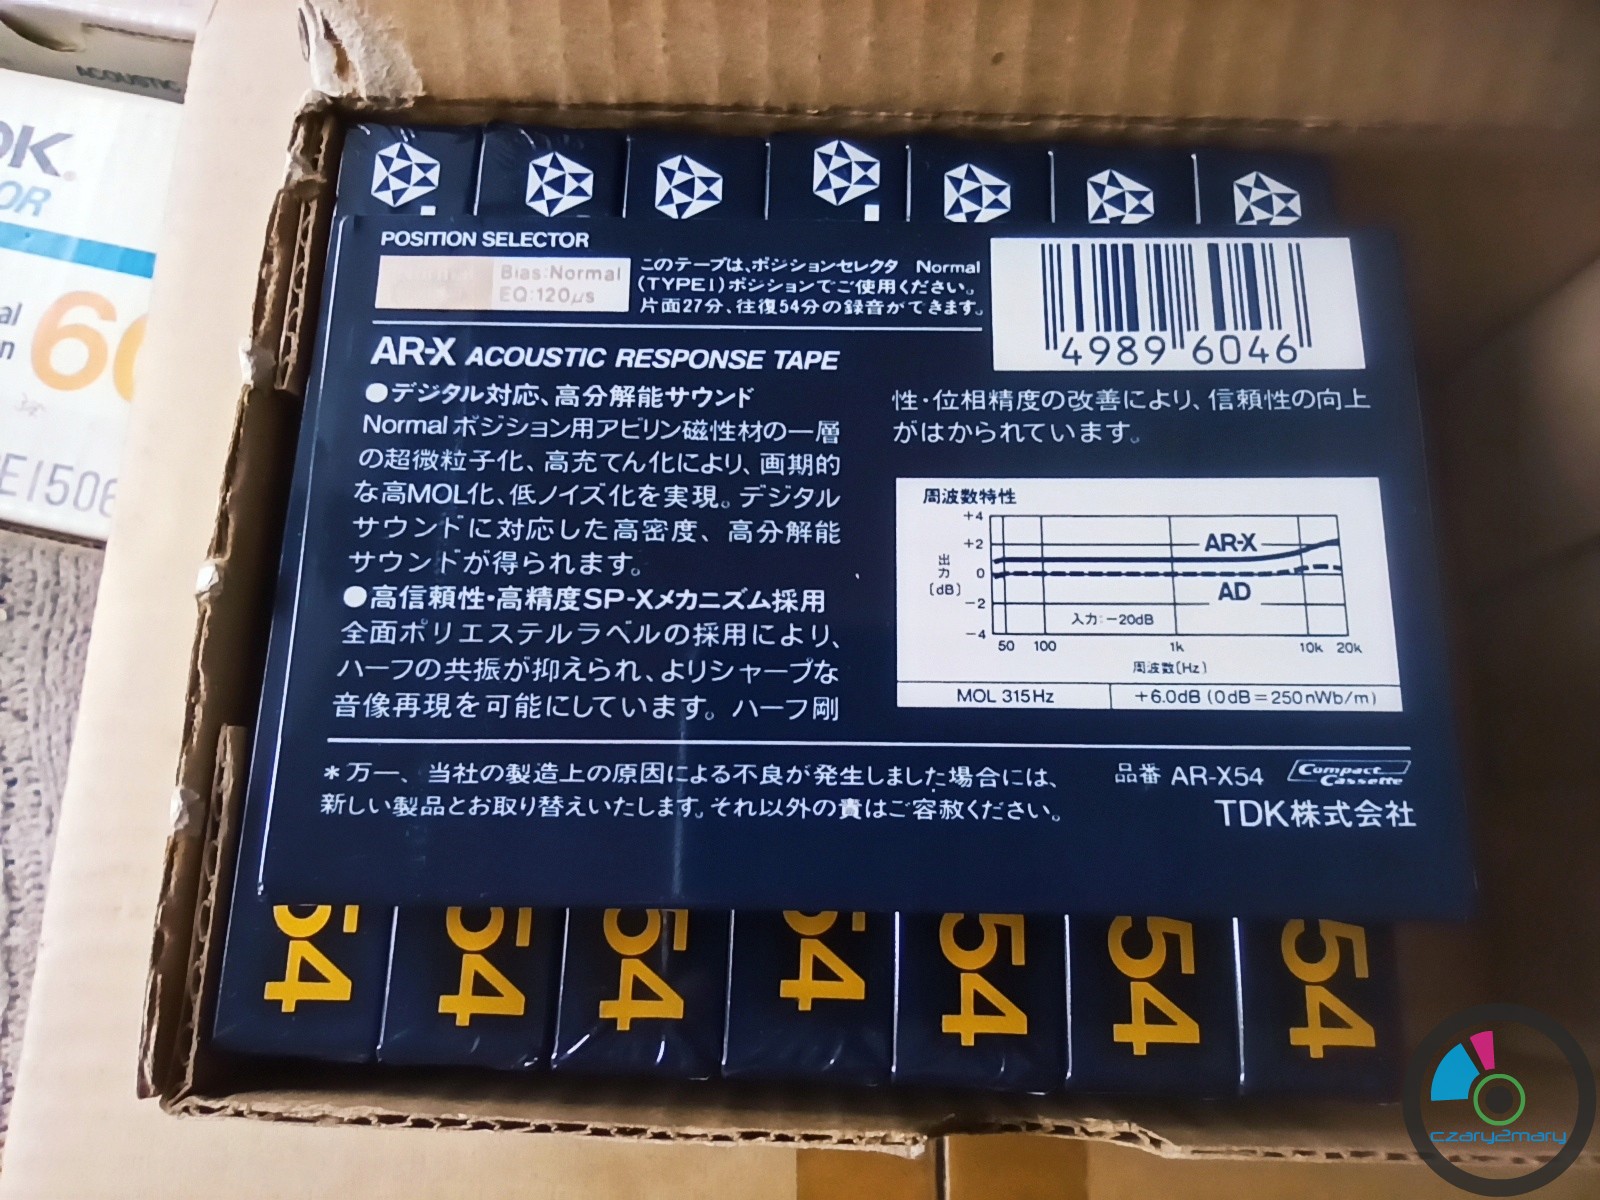 ACOUSTIC
DK
OR
al
n
60
E1506
POSITION SELECTOR
Bias:Normal
EQ:120μs
このテープは、ポジションセレクタ Normal
(TYPEⅠ)ポジションでご使用ください。
片面27分、往復54分の録音ができます。
4989 6046
AR-X ACOUSTIC RESPONSE TAPE
●デジタル対応、高分解能サウンド
Normal ポジション用アビリン磁性材の一層
の超微粒子化、高充てん化により、画期的
な高MOL化、低ノイズ化を実現。デジタル
サウンドに対応した高密度、高分解能
サウンドが得られます。
●高信頼性・高精度SP-Xメカニズム採用
全面ポリエステルラベルの採用により、
ハーフの共振が抑えられ、よりシャープな
音像再現を可能にしています。ハーフ剛
性・位相精度の改善により、信頼性の向上
がはかられています。
周波数特性
+4
+2
0
-2
-4
出力
[dB]
AR-X
AD
入力:-20dB
50 100 1k 10k 20k
周波数[Hz]
MOL 315Hz +6.0dB (0dB=250nWb/m)
*万一、当社の製造上の原因による不良が発生しました場合には、
新しい製品とお取り替えいたします。それ以外の責はご容赦ください。
品番 AR-X54 Compact Cassette
TDK株式会社
54 54 54 54 54 54 54
czary2mary